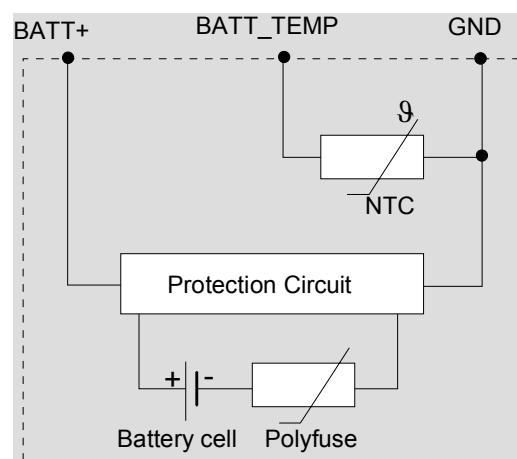 BATT+
BATT_TEMP
GND
ϑ
NTC
Protection Circuit
+ -
Battery cell
Polyfuse